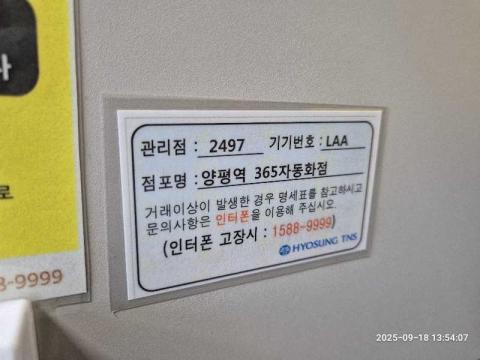 관리점 : 2497 기기번호 : LAA
점포명 : 양평역 365자동화점
거래이상이 발생한 경우 명세표를 참고하시고
문의사항은 인터폰을 이용해 주십시오.
(인터폰 고장시 : 1588-9999)
HYOSUNG TNS
로
8-9999
2025-09-18 13:54:07